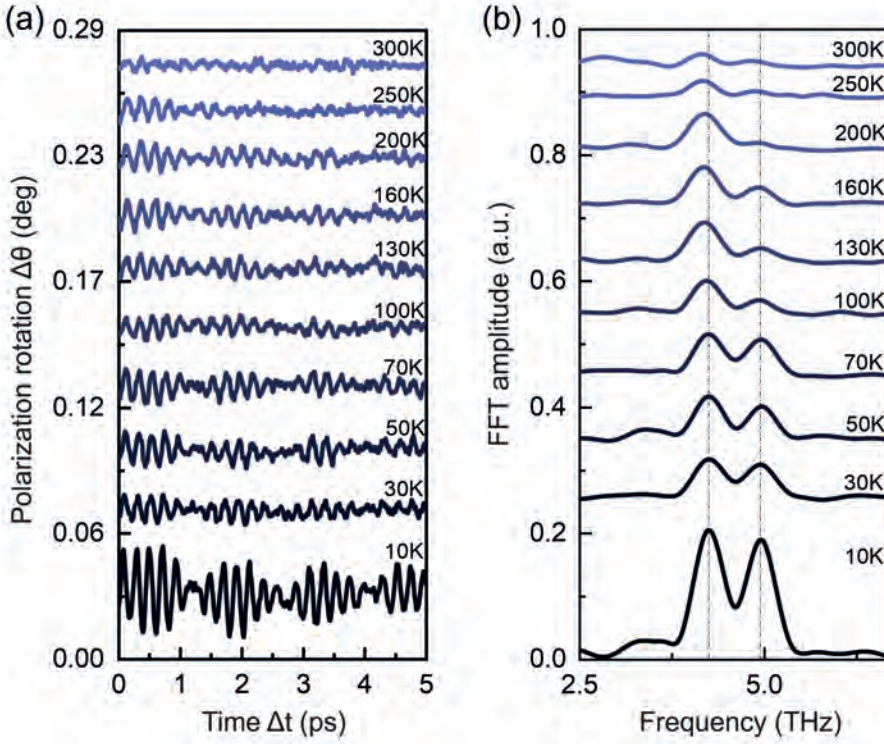 (a)
0.29
0.23
0.17
0.12
0.06
0.00
Polarization rotation Δθ (deg)
300K
250K
200K
160K
130K
100K
70K
50K
30K
10K
0 1 2 3 4 5
Time Δt (ps)
(b)
1.0
0.8
0.6
0.4
0.2
0.0
FFT amplitude (a.u.)
300K
250K
200K
160K
130K
100K
70K
50K
30K
10K
2.5 5.0
Frequency (THz)